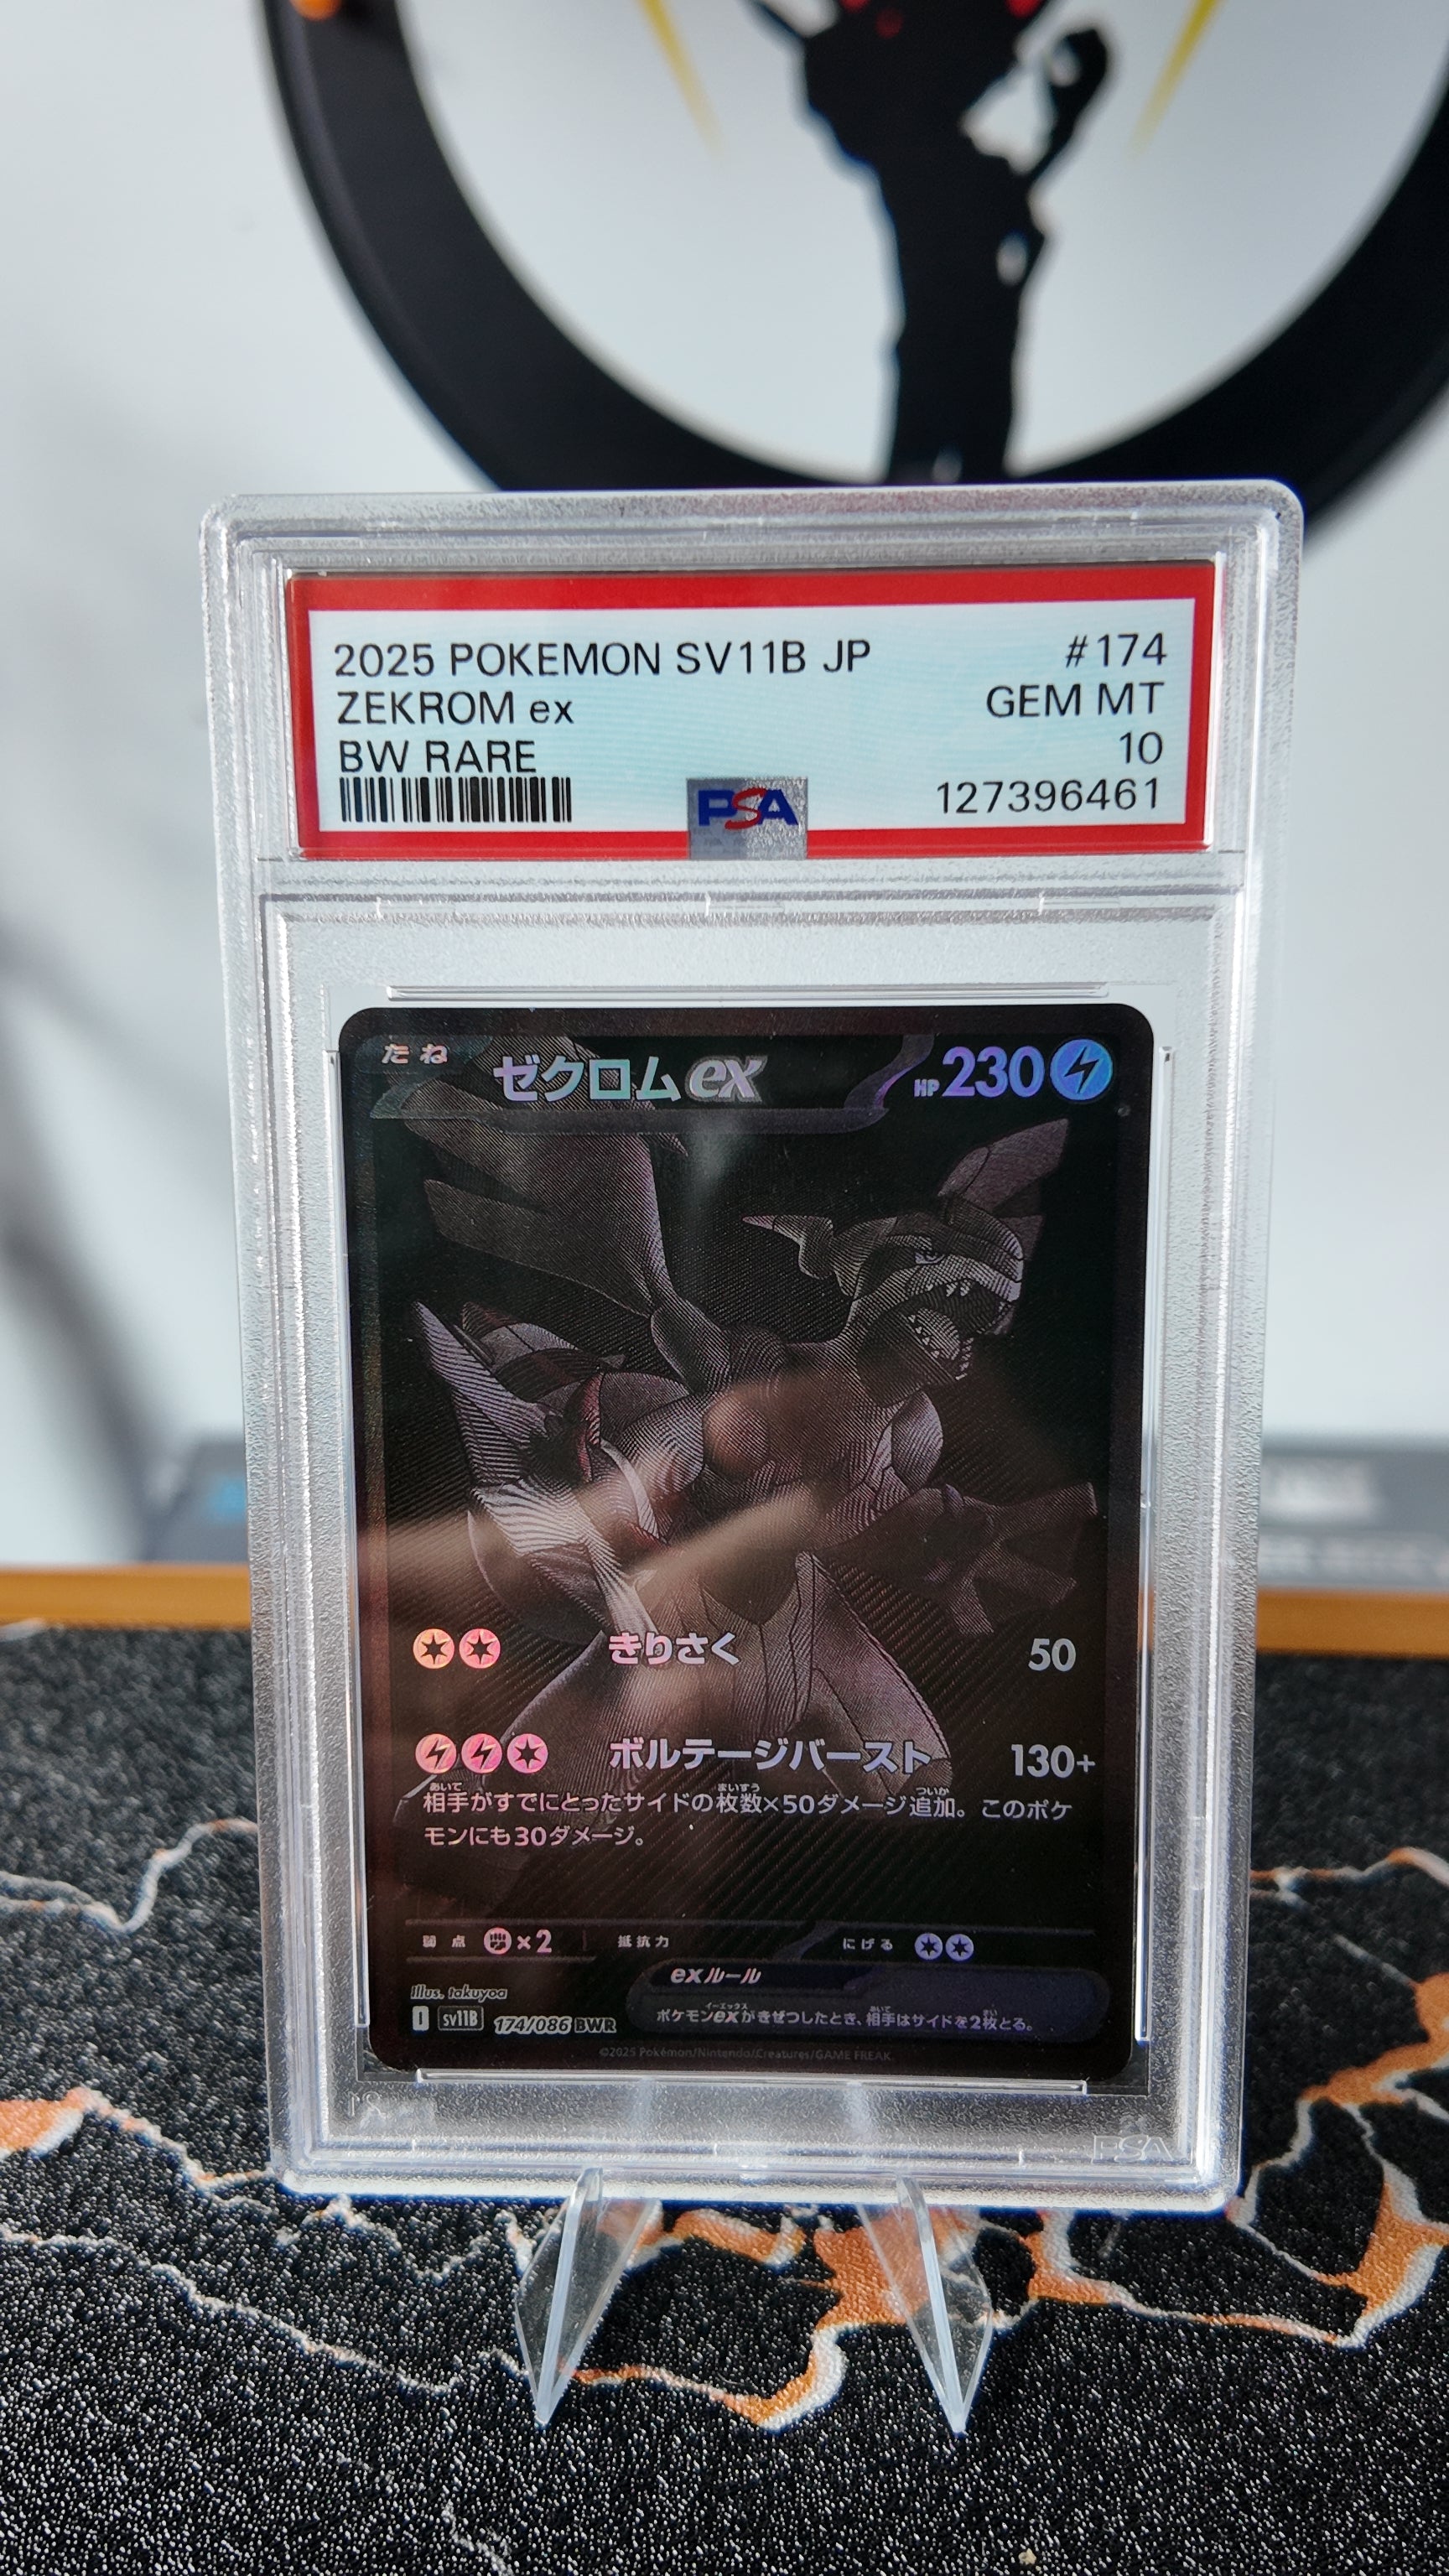 2025 POKEMON SV11B JP #174
ZEKROM ex GEM MT
BW RARE 10
PSA 127396461
たね ゼクロムex HP230
きりさく 50
ボルテージバースト 130+
相手がすでにとったサイドの枚数×50ダメージ追加。このポケ
モンにも30ダメージ。
弱点 ×2 抵抗力 にげる
exルール
ポケモンexがきぜつしたとき、相手はサイドを2枚とる。
Illus. takuyoa
I sv11B 174/086 BWR
©2025 Pokémon/Nintendo/Creatures/GAME FREAK
PSA